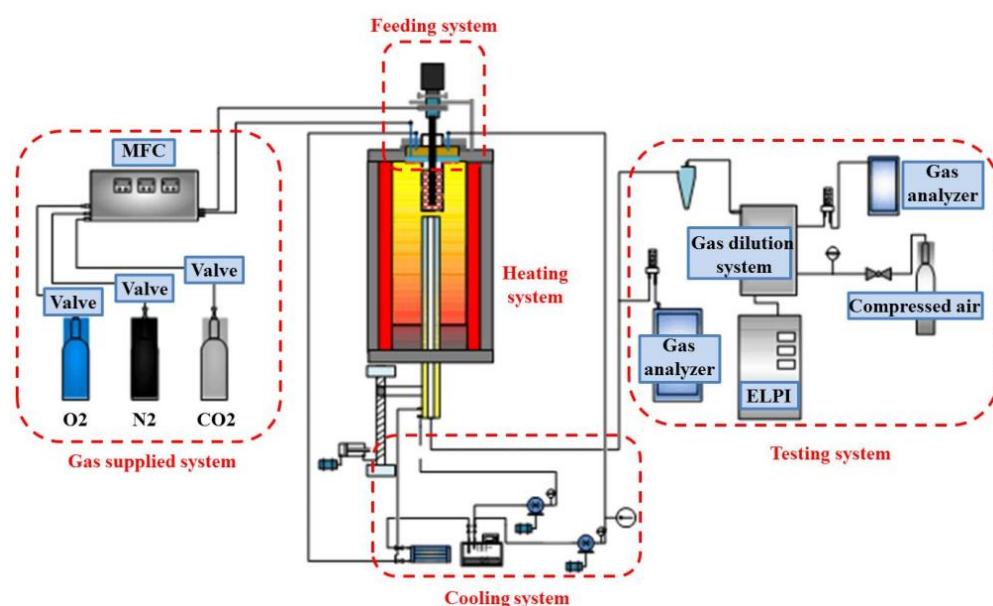 Feeding system
MFC
Valve
Valve
Valve
O2
N2
CO2
Gas supplied system
Heating
system
Gas
analyzer
Gas dilution
system
Compressed air
Gas
analyzer
ELPI
Testing system
Cooling system